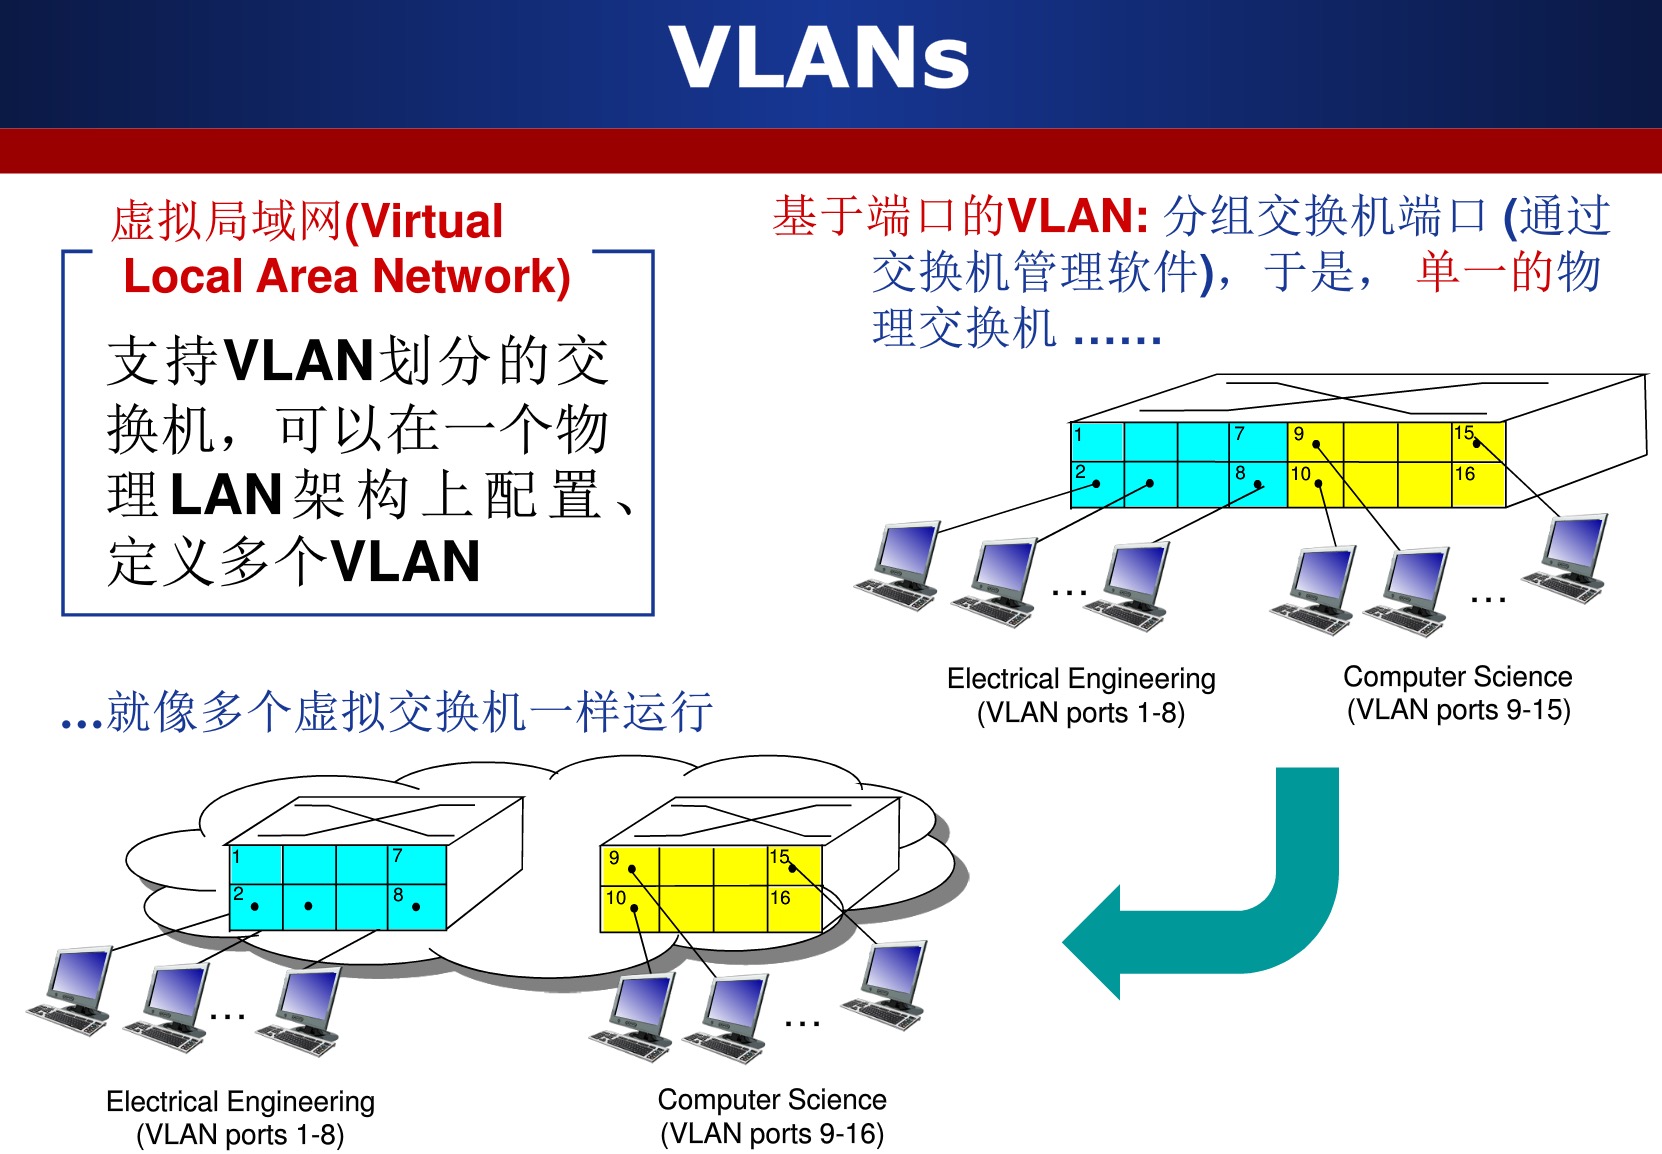 VLANs
虚拟局域网(Virtual
Local Area Network)
支持VLAN划分的交
换机，可以在一个物
理LAN架构上配置、
定义多个VLAN
基于端口的VLAN: 分组交换机端口 (通过
交换机管理软件)，于是， 单一的物
理交换机 ……
1
7
9
15
2
8
10
16
...
...
Electrical Engineering
(VLAN ports 1-8)
Computer Science
(VLAN ports 9-15)
...就像多个虚拟交换机一样运行
1
7
2
8
9
15
10
16
...
...
Electrical Engineering
(VLAN ports 1-8)
Computer Science
(VLAN ports 9-16)